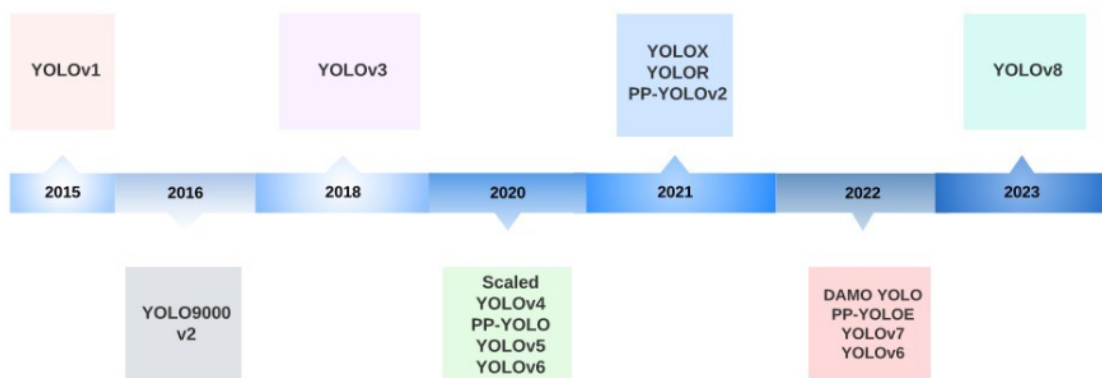 YOLOv1
YOLOv3
YOLOX
YOLOR
PP-YOLOv2
YOLOv8
2015
2016
2018
2020
2021
2022
2023
YOLO9000
v2
Scaled
YOLOv4
PP-YOLO
YOLOv5
YOLOv6
DAMO YOLO
PP-YOLOE
YOLOv7
YOLOv6